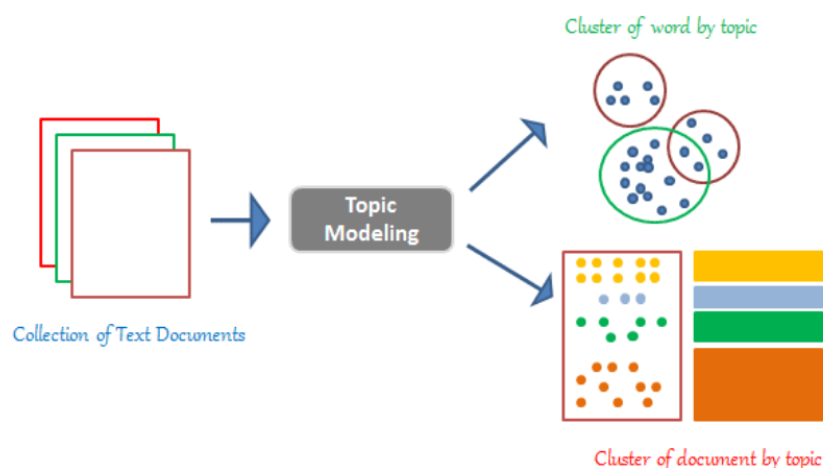 Cluster of word by topic
Topic
Modeling
Collection of Text Documents
Cluster of document by topic